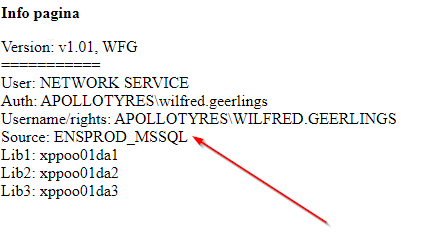 Info pagina
Version: v1.01, WFG
===========
User: NETWORK SERVICE
Auth: APOLLOTYRES\wilfred.geerlings
Username/rights: APOLLOTYRES\WILFRED.GEERLINGS
Source: ENSPROD_MSSQL
Lib1: xppoo01da1
Lib2: xppoo01da2
Lib3: xppoo01da3